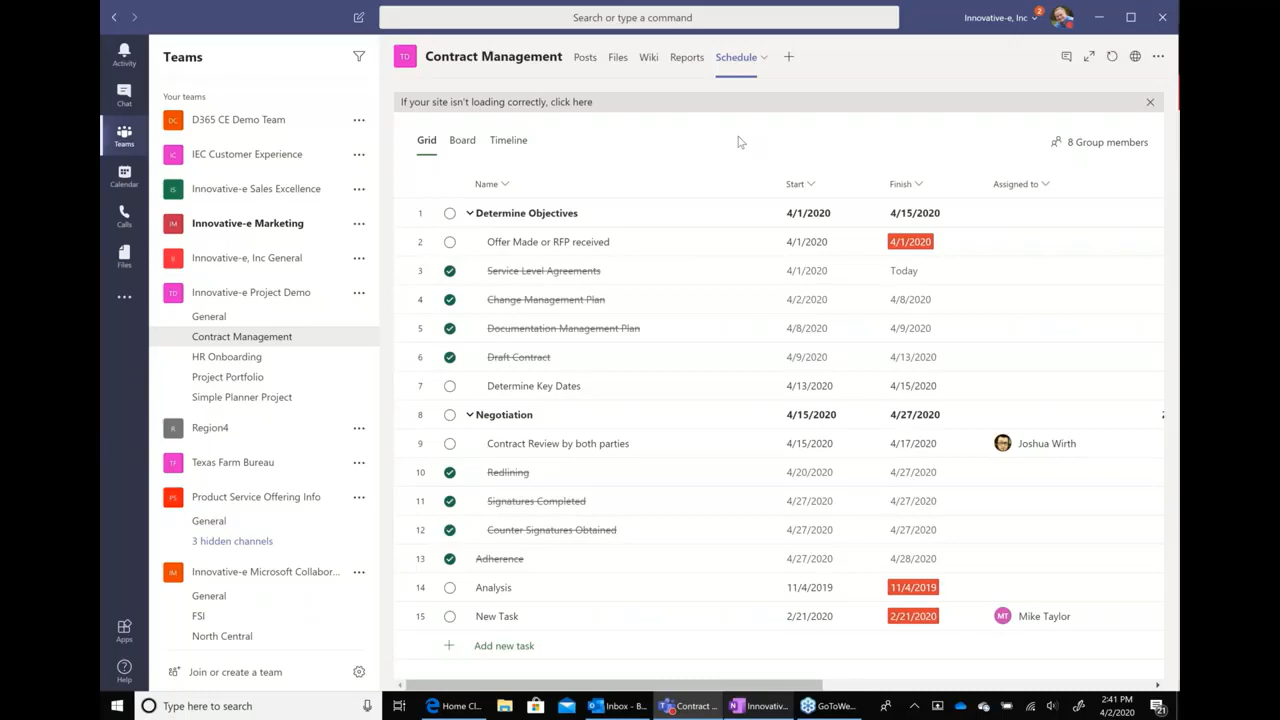 Search or type a command
Innovative-e, Inc
2
Activity
Chat
Teams
Calendar
Calls
Files
Apps
Help
Teams
Your teams
DC D365 CE Demo Team
IC IEC Customer Experience
IS Innovative-e Sales Excellence
IM Innovative-e Marketing
II Innovative-e, Inc General
TD Innovative-e Project Demo
General
Contract Management
HR Onboarding
Project Portfolio
Simple Planner Project
R Region4
TF Texas Farm Bureau
PS Product Service Offering Info
General
3 hidden channels
IM Innovative-e Microsoft Collabor...
General
FSI
North Central
Join or create a team
TD Contract Management Posts Files Wiki Reports Schedule
If your site isn't loading correctly, click here
Grid Board Timeline 8 Group members
Name Start Finish Assigned to
1 Determine Objectives 4/1/2020 4/15/2020
2 Offer Made or RFP received 4/1/2020 4/1/2020
3 Service Level Agreements 4/1/2020 Today
4 Change Management Plan 4/2/2020 4/8/2020
5 Documentation Management Plan 4/8/2020 4/9/2020
6 Draft Contract 4/9/2020 4/13/2020
7 Determine Key Dates 4/13/2020 4/15/2020
8 Negotiation 4/15/2020 4/27/2020
9 Contract Review by both parties 4/15/2020 4/17/2020 Joshua Wirth
10 Redlining 4/20/2020 4/27/2020
11 Signatures Completed 4/27/2020 4/27/2020
12 Counter Signatures Obtained 4/27/2020 4/27/2020
13 Adherence 4/27/2020 4/28/2020
14 Analysis 11/4/2019 11/4/2019
15 New Task 2/21/2020 2/21/2020 MT Mike Taylor
Add new task
Type here to search
Home Cl...
Inbox - B...
Contract ...
Innovativ...
GoToWe...
2:41 PM
4/2/2020
21